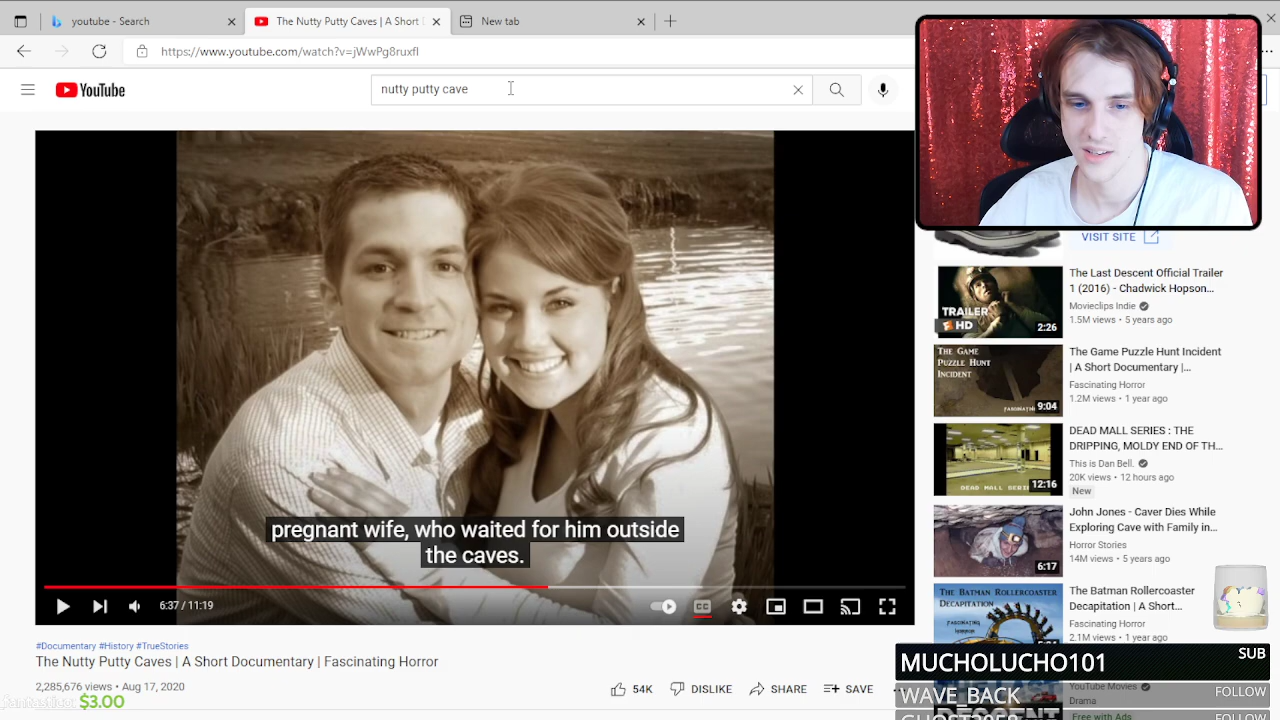 youtube - Search
The Nutty Putty Caves | A Short
New tab
https://www.youtube.com/watch?v=jWwPg8ruxfI
YouTube
nutty putty cave
pregnant wife, who waited for him outside
the caves.
6:37 / 11:19
CC
#Documentary #History #TrueStories
The Nutty Putty Caves | A Short Documentary | Fascinating Horror
2,285,676 views • Aug 17, 2020
54K
DISLIKE
SHARE
SAVE
$3.00
VISIT SITE
TRAILER
HD
2:26
The Last Descent Official Trailer
1 (2016) - Chadwick Hopson...
Movieclips Indie
1.5M views • 5 years ago
THE GAME
PUZZLE HUNT
INCIDENT
9:04
The Game Puzzle Hunt Incident
| A Short Documentary |...
Fascinating Horror
1.2M views • 1 year ago
DEAD MALL SERIES
12:16
DEAD MALL SERIES : THE
DRIPPING, MOLDY END OF TH...
This is Dan Bell.
20K views • 12 hours ago
New
6:17
John Jones - Caver Dies While
Exploring Cave with Family in...
Horror Stories
14M views • 5 years ago
THE BATMAN ROLLERCOASTER
DECAPITATION
FASCINATING
HORROR
The Batman Rollercoaster
Decapitation | A Short...
Fascinating Horror
2.1M views • 1 year ago
MUCHOLUCHO101
SUB
WAVE_BACK
FOLLOW
YouTube Movies
Drama
Free with Ads